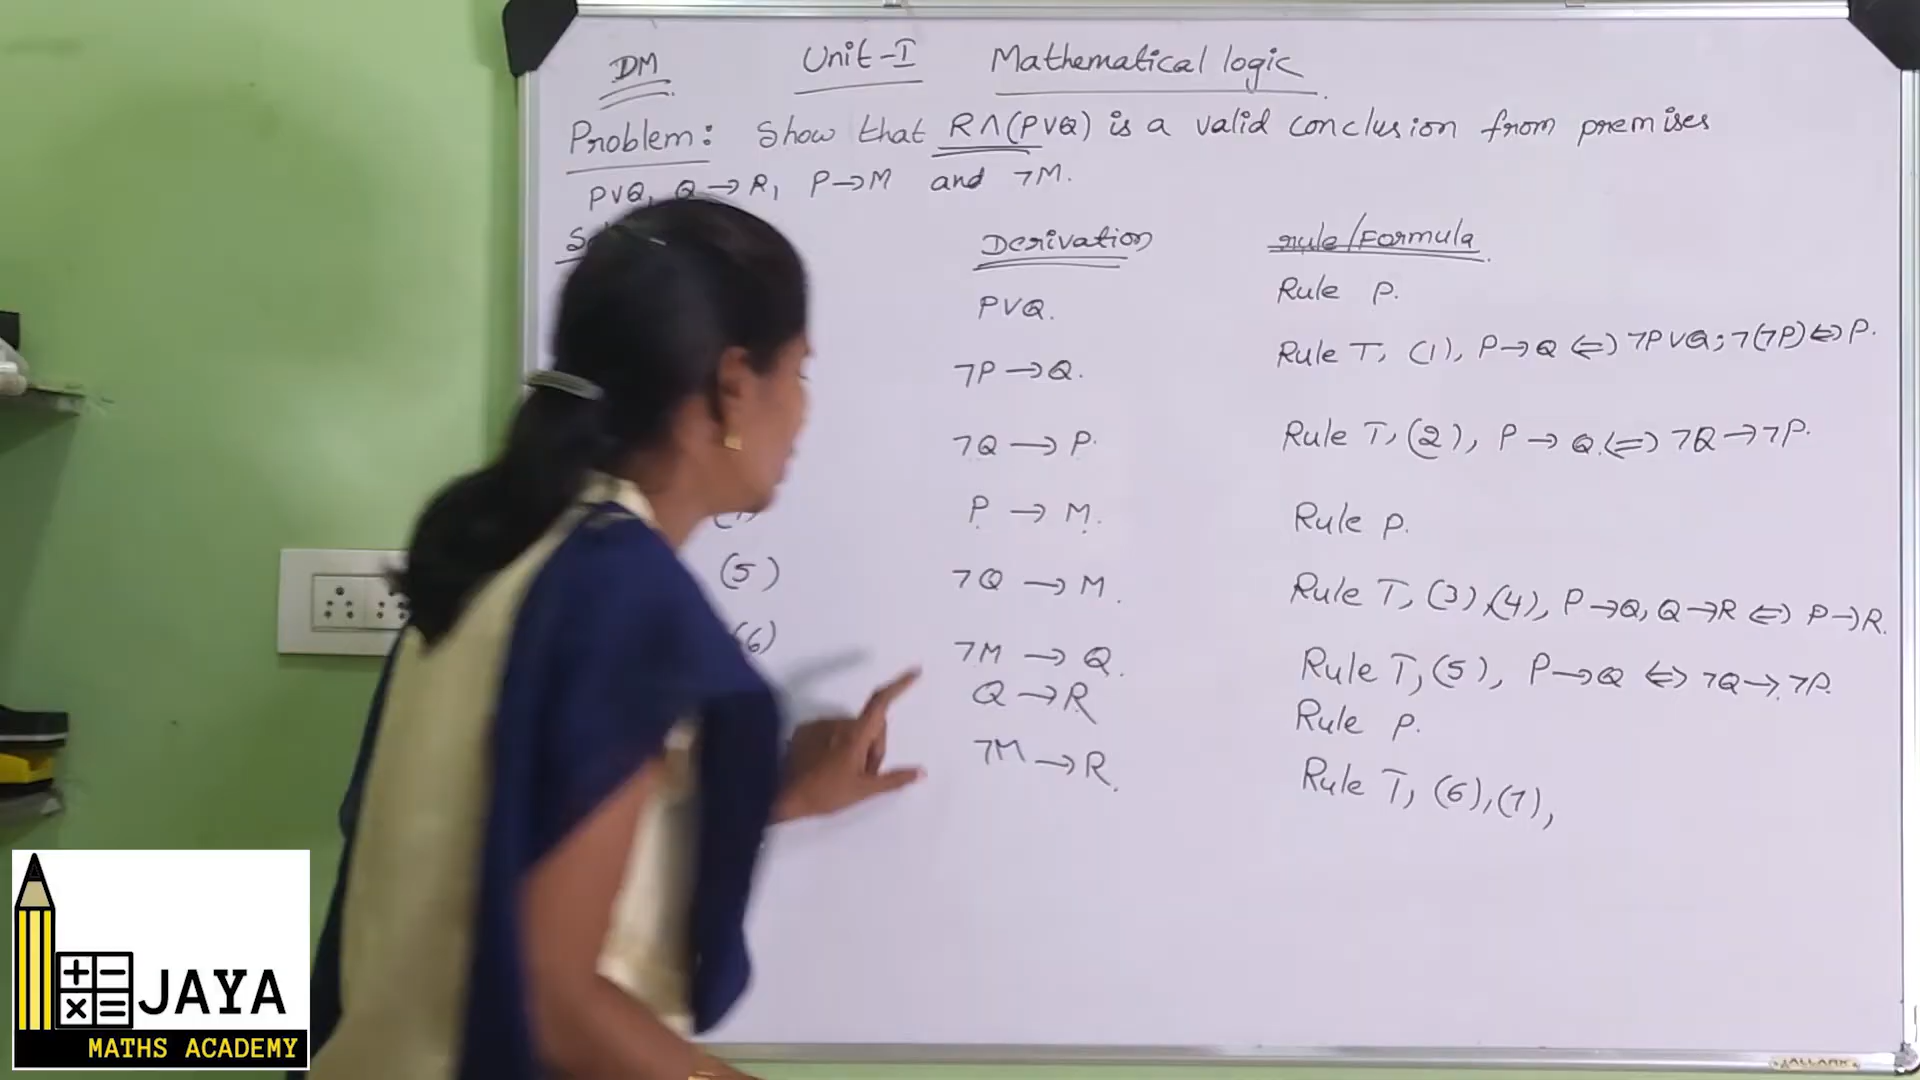 DM Unit-I Mathematical logic
Problem: Show that R∧(P∨Q) is a valid conclusion from premises
P∨Q, Q→R, P→M and ¬M.
Derivation rule/Formula
P∨Q. Rule P.
¬P→Q. Rule T, (1), P→Q ⇔ ¬P∨Q; ¬(¬P)⇔P.
¬Q→P. Rule T, (2), P→Q ⇔ ¬Q→¬P.
P→M. Rule P.
(5) ¬Q→M. Rule T, (3), (4), P→Q, Q→R ⇔ P→R.
(6) ¬M→Q. Rule T, (5), P→Q ⇔ ¬Q→¬P.
Q→R Rule P.
¬M→R. Rule T, (6), (7),
JAYA
MATHS ACADEMY